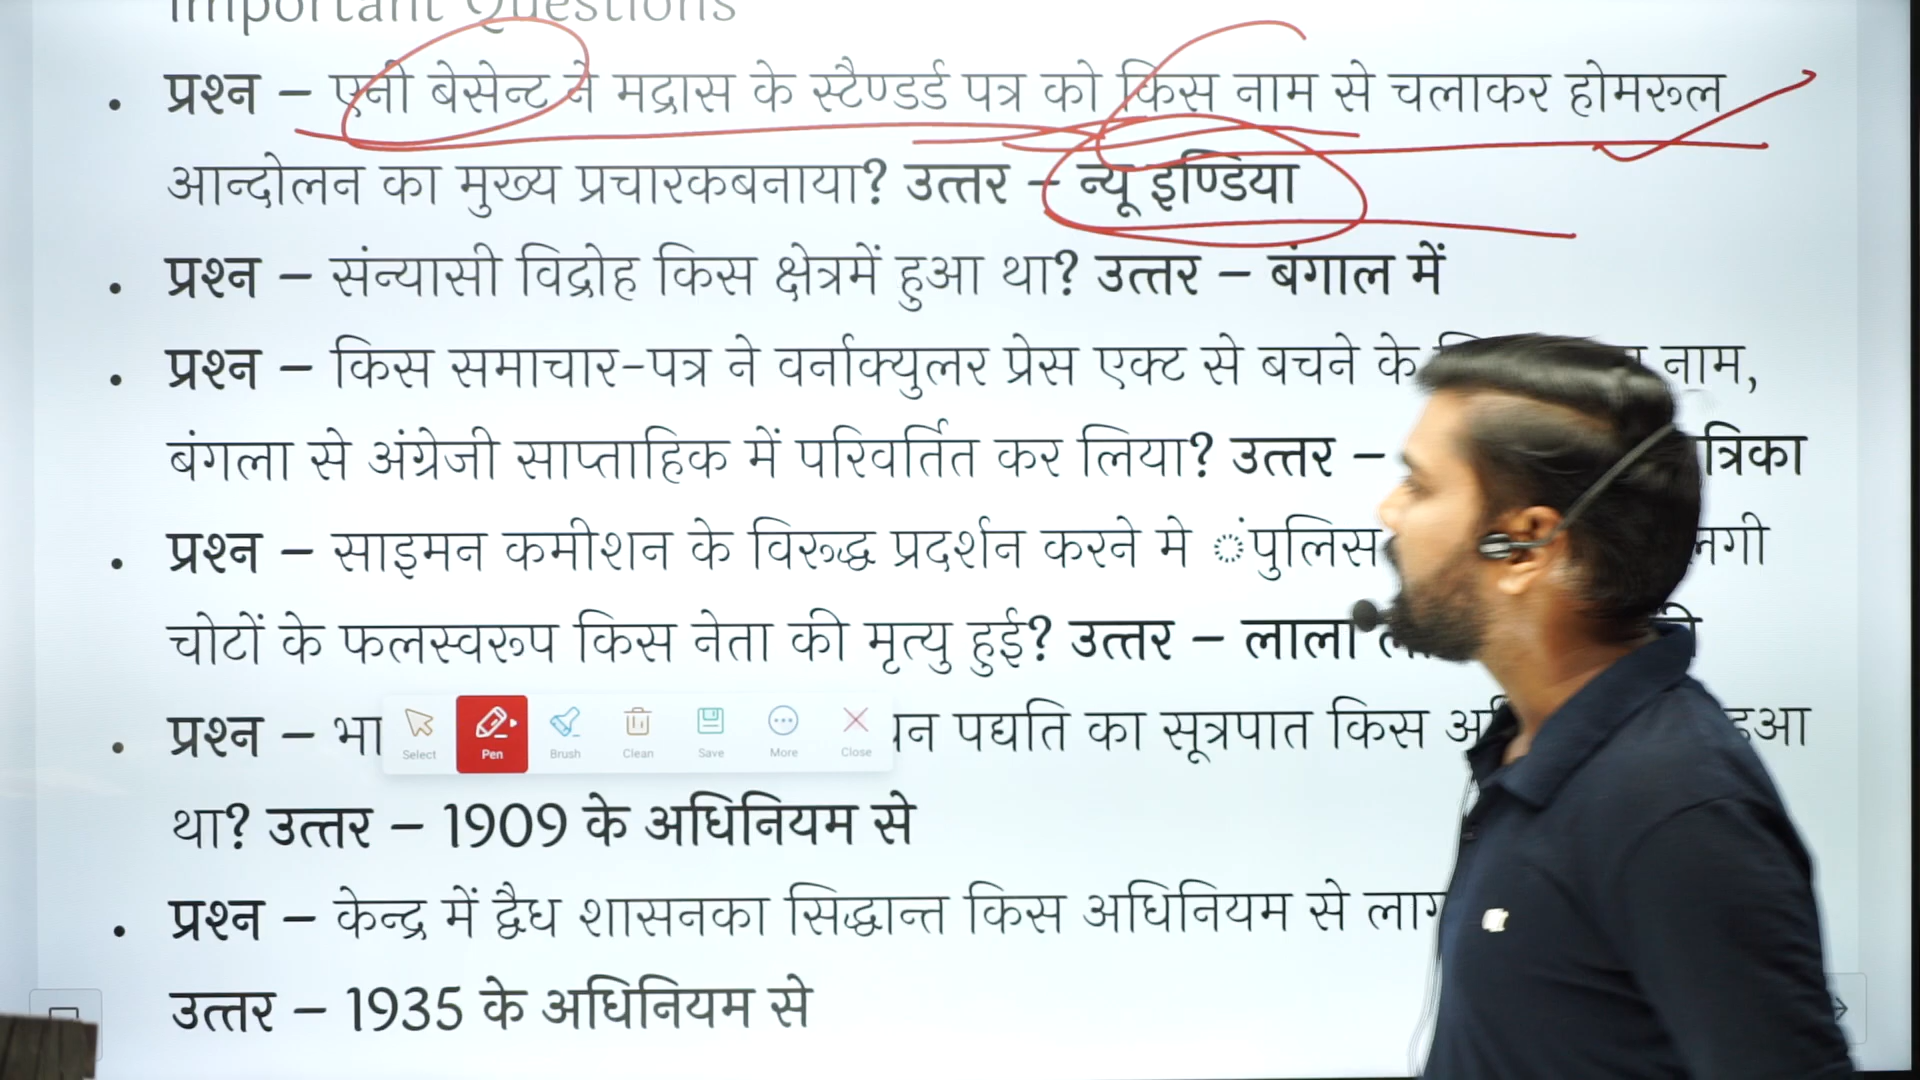 Important Questions
• प्रश्न – एनी बेसेन्ट ने मद्रास के स्टैण्डर्ड पत्र को किस नाम से चलाकर होमरूल
आन्दोलन का मुख्य प्रचारकबनाया? उत्तर – न्यू इण्डिया
• प्रश्न – संन्यासी विद्रोह किस क्षेत्रमें हुआ था? उत्तर – बंगाल में
• प्रश्न – किस समाचार-पत्र ने वर्नाक्युलर प्रेस एक्ट से बचने के नाम,
बंगला से अंग्रेजी साप्ताहिक में परिवर्तित कर लिया? उत्तर – त्रिका
• प्रश्न – साइमन कमीशन के विरूद्ध प्रदर्शन करने मे ंपुलिस
चोटों के फलस्वरूप किस नेता की मृत्यु हुई? उत्तर – लाला
• प्रश्न – भा पद्यति का सूत्रपात किस
था? उत्तर – 1909 के अधिनियम से
• प्रश्न – केन्द्र में द्वैध शासनका सिद्धान्त किस अधिनियम से
उत्तर – 1935 के अधिनियम से
Select Pen Brush Clean Save More Close